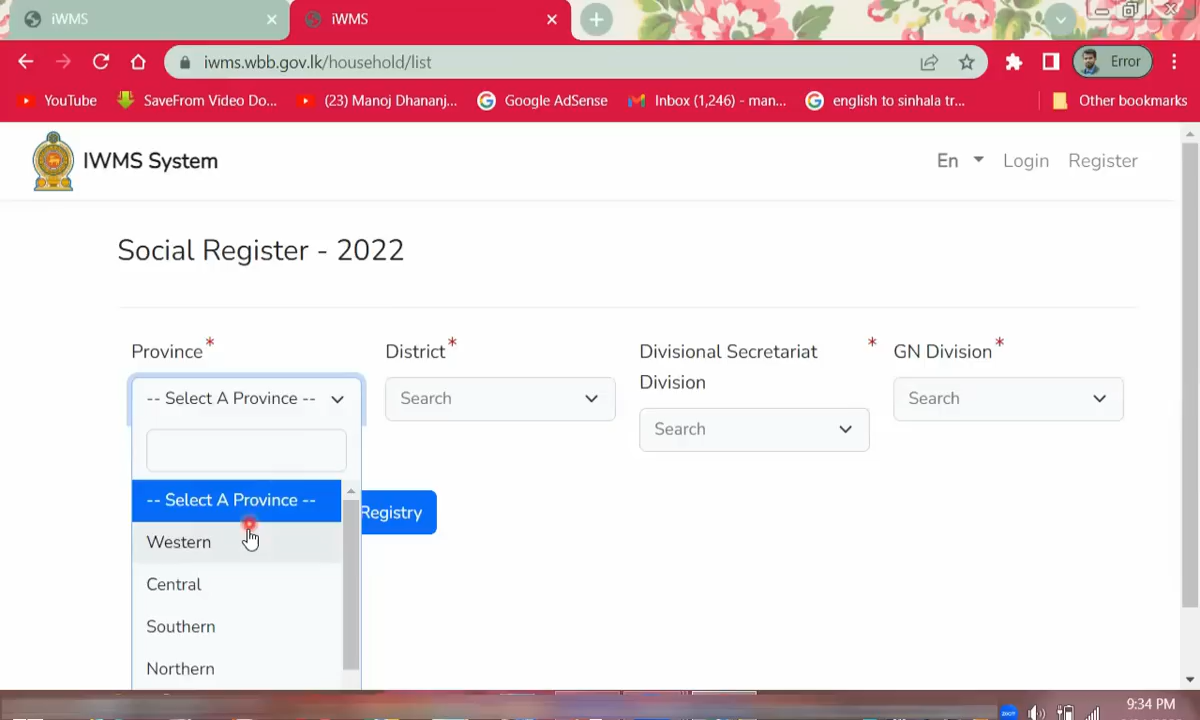 iWMS
iWMS
iwms.wbb.gov.lk/household/list
Error
YouTube
SaveFrom Video Do...
(23) Manoj Dhananj...
Google AdSense
Inbox (1,246) - man...
english to sinhala tr...
Other bookmarks
IWMS System
En
Login
Register
Social Register - 2022
Province *
District *
Divisional Secretariat Division *
GN Division *
-- Select A Province --
Search
Search
Search
-- Select A Province --
Registry
Western
Central
Southern
Northern
9:34 PM